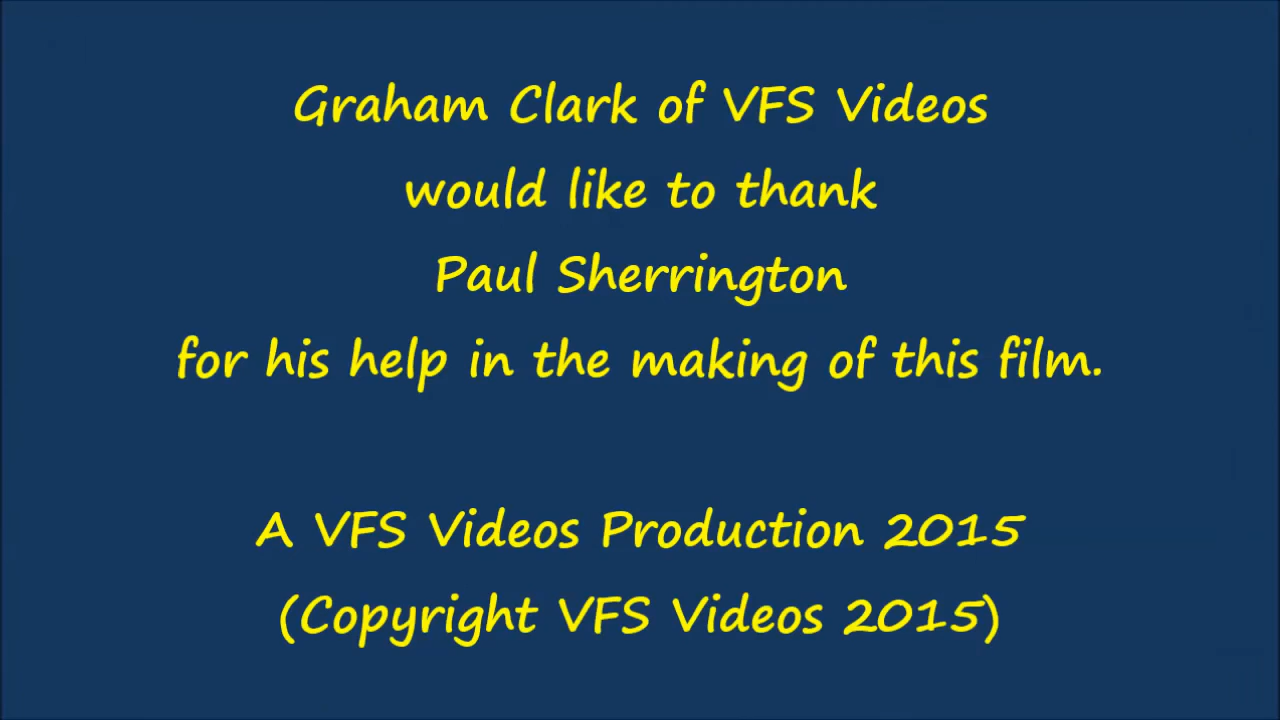 Graham Clark of VFS Videos
would like to thank
Paul Sherrington
for his help in the making of this film.
A VFS Videos Production 2015
(Copyright VFS Videos 2015)